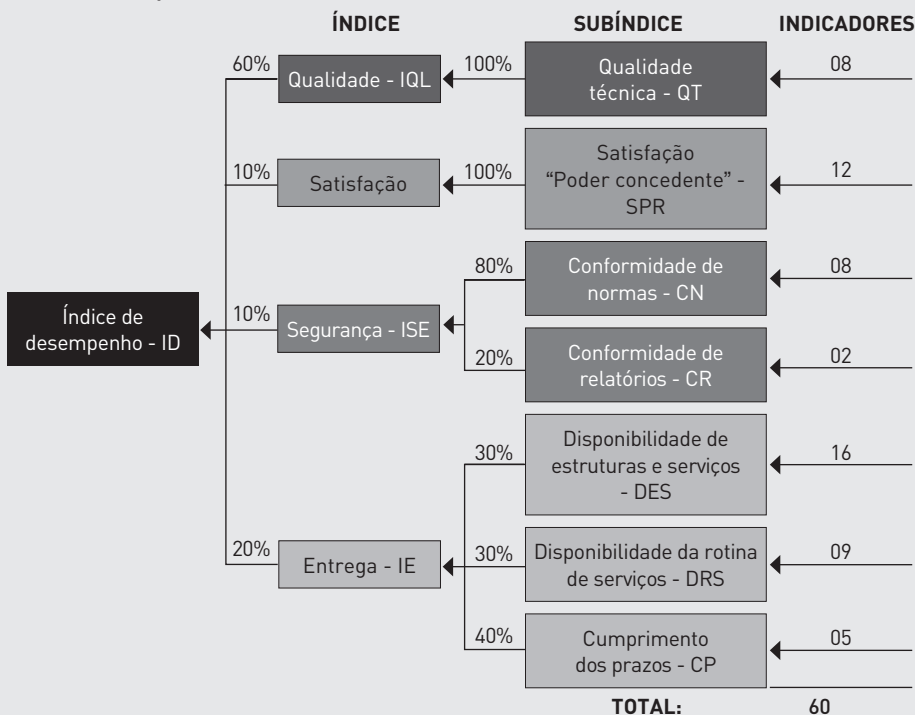 ÍNDICE
SUBÍNDICE
INDICADORES
60%
Qualidade - IQL
100%
Qualidade
técnica - QT
08
10%
Satisfação
100%
Satisfação
“Poder concedente” -
SPR
12
Índice de
desempenho - ID
10%
Segurança - ISE
80%
Conformidade de
normas - CN
08
20%
Conformidade de
relatórios - CR
02
20%
Entrega - IE
30%
Disponibilidade de
estruturas e serviços
- DES
16
30%
Disponibilidade da rotina
de serviços - DRS
09
40%
Cumprimento
dos prazos - CP
05
TOTAL:
60